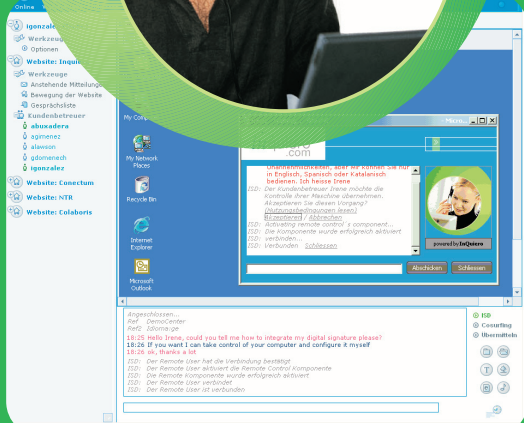 Online
igonzalez
Werkzeuge
Optionen
Website: Inqui
Werkzeuge
Anstehende Mitteilung
Bewegung der Website
Gesprächsliste
Kundenbetreuer
abuxadera
agimenez
alawson
gdomenech
igonzalez
Website: Conectum
Website: NTR
Website: Colaboris
My Comp
My Network
Places
Recycle Bin
Internet
Explorer
Microsoft
Outlook
- Micro...
.com
Unannehmlichkeiten, aber wir können Sie nur
in Englisch, Spanisch oder Katalanisch
bedienen. Ich heisse Irene
ISD: Der Kundenbetreuer Irene möchte die
Kontrolle Ihrer Maschine übernehmen.
Akzeptieren Sie diesen Vorgang?
(Nutzungsbedingungen lesen)
Akzeptieren / Abbrechen
ISD: Activating remote control´s component...
ISD: Die Komponente wurde erfolgreich aktiviert
ISD: verbinden...
ISD: Verbunden Schliessen
powered by InQuiero
Abschicken Schliessen
Angeschlossen...
Ref DemoCenter
Ref2 Idioma:ge
18:25 Hello Irene, could you tell me how to integrate my digital signature please?
18:26 If you want I can take control of your computer and configure it myself
18:26 ok, thanks a lot
ISD: Der Remote User hat die Verbindung bestätigt
ISD: Der Remote User aktiviert die Remote Control Komponente
ISD: Die Remote Komponente wurde erfolgreich aktiviert
ISD: Der Remote User verbindet
ISD: Der Remote User ist verbunden
ISD
Cosurfing
Übermitteln